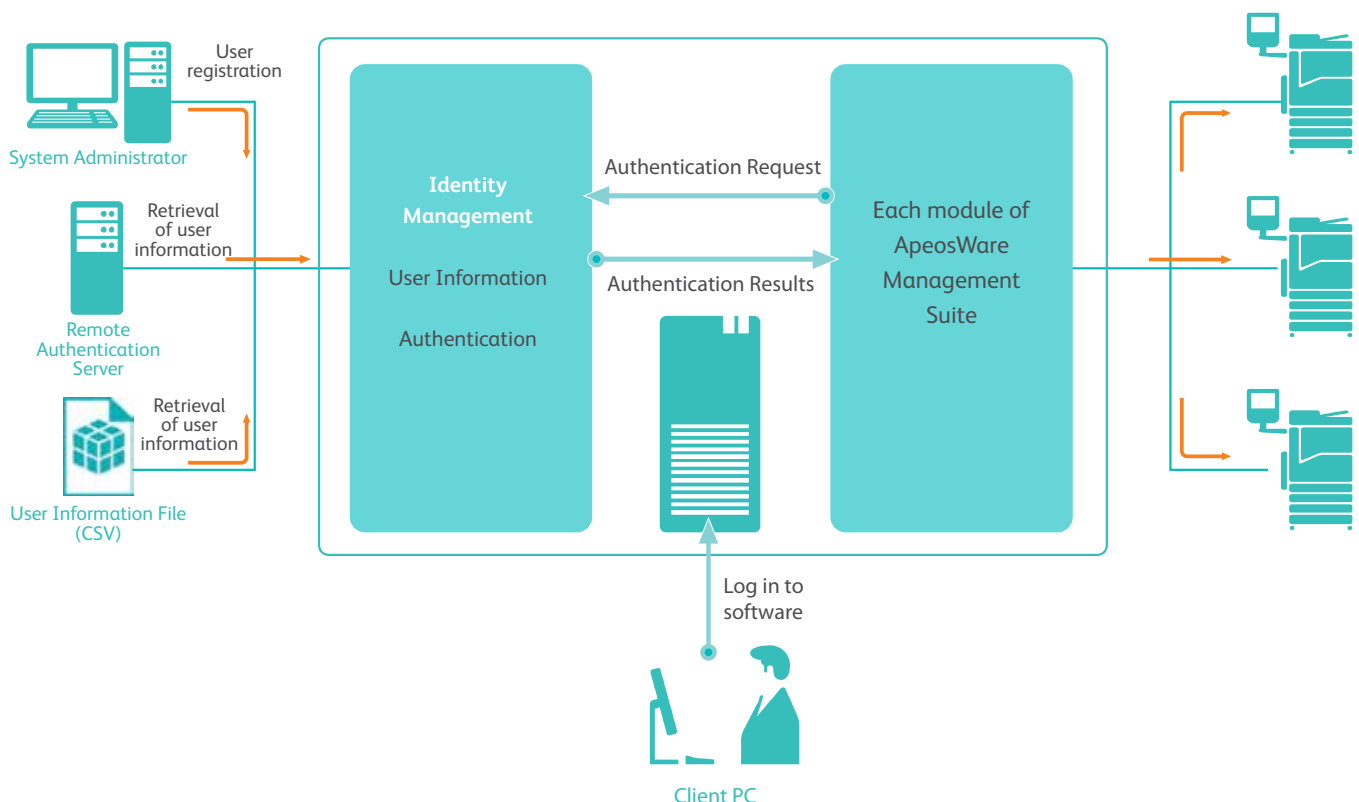 User
registration
System Administrator
Retrieval
of user
information
Remote
Authentication
Server
Retrieval
of user
information
User Information File
(CSV)
Identity
Management
User Information
Authentication
Authentication Request
Authentication Results
Each module of
ApeosWare
Management
Suite
Log in to
software
Client PC